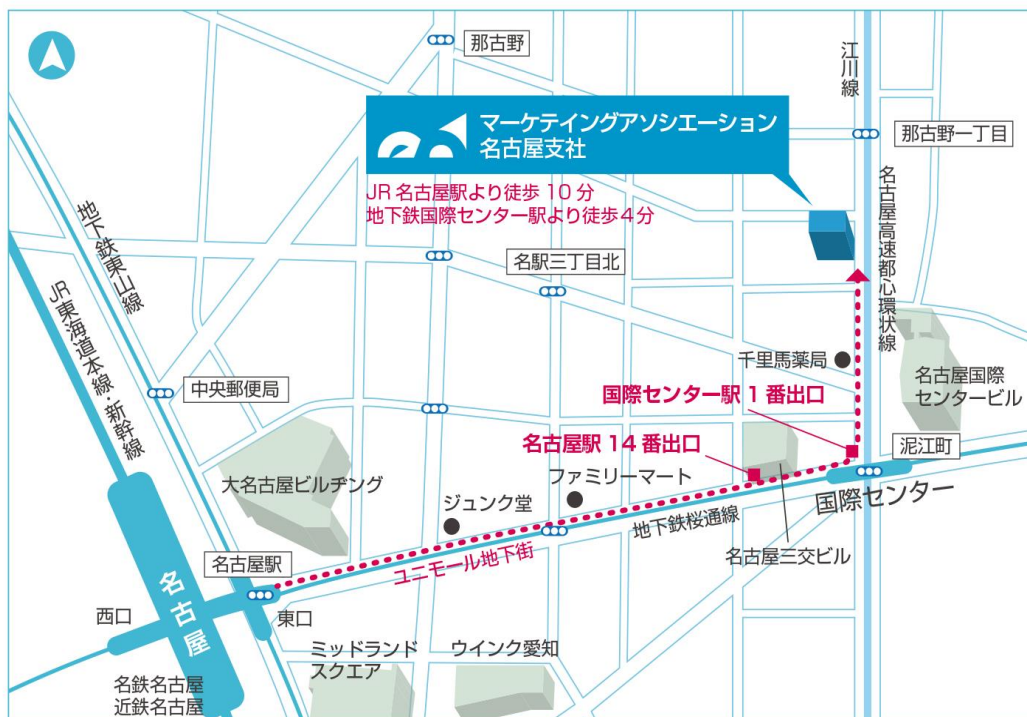 那古野
江川線
マーケテイングアソシエーション
名古屋支社
那古野一丁目
JR 名古屋駅より徒歩 10 分
地下鉄国際センター駅より徒歩4分
名古屋高速都心環状線
地下鉄東山線
名駅三丁目北
JR東海道本線・新幹線
千里馬薬局
中央郵便局
名古屋国際
センタービル
国際センター駅 1 番出口
名古屋駅 14 番出口
泥江町
大名古屋ビルヂング
ファミリーマート
ジュンク堂
国際センター
地下鉄桜通線
名古屋三交ビル
名古屋駅
ユニモール地下街
名古屋
西口
東口
ミッドランド
スクエア
ウインク愛知
名鉄名古屋
近鉄名古屋